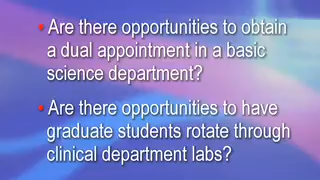 • Are there opportunities to obtain
a dual appointment in a basic
science department?
• Are there opportunities to have
graduate students rotate through
clinical department labs?